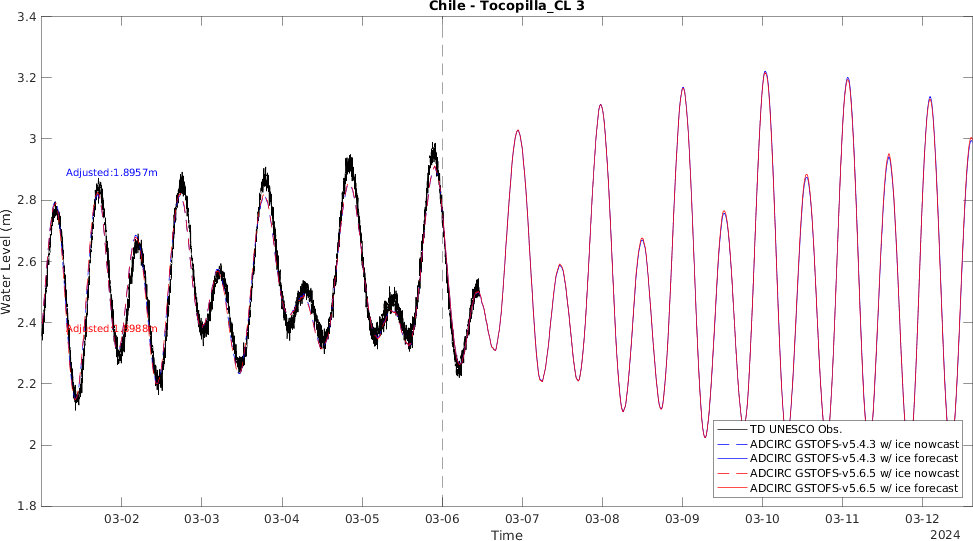 Chile - Tocopilla_CL 3
3.4
3.2
3
2.8
2.6
2.4
2.2
2
1.8
Water Level (m)
Adjusted:1.8957m
TD UNESCO Obs.
ADCIRC GSTOFS-v5.4.3 w/ ice nowcast
ADCIRC GSTOFS-v5.4.3 w/ ice forecast
ADCIRC GSTOFS-v5.6.5 w/ ice nowcast
ADCIRC GSTOFS-v5.6.5 w/ ice forecast
03-02 03-03 03-04 03-05 03-06 03-07 03-08 03-09 03-10 03-11 03-12
Time
2024